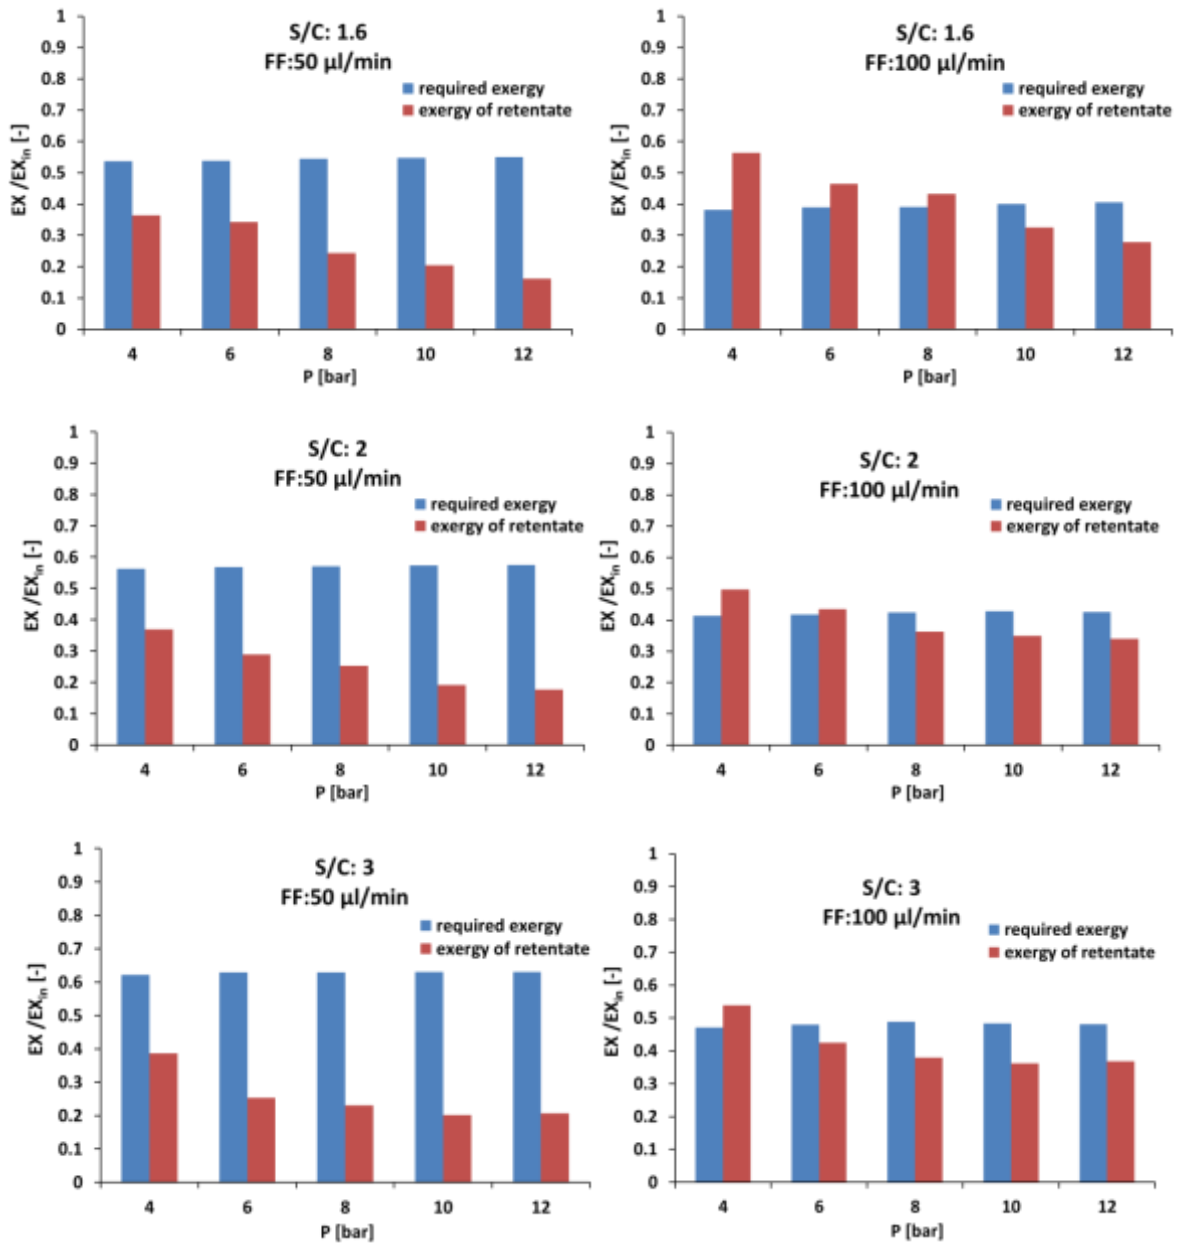 S/C: 1.6
FF:50 µl/min
required exergy
exergy of retentate
EX /EXin [-]
1
0.9
0.8
0.7
0.6
0.5
0.4
0.3
0.2
0.1
0
4 6 8 10 12
P [bar]
S/C: 1.6
FF:100 µl/min
required exergy
exergy of retentate
EX /EXin [-]
1
0.9
0.8
0.7
0.6
0.5
0.4
0.3
0.2
0.1
0
4 6 8 10 12
P [bar]
S/C: 2
FF:50 µl/min
required exergy
exergy of retentate
EX /EXin [-]
1
0.9
0.8
0.7
0.6
0.5
0.4
0.3
0.2
0.1
0
4 6 8 10 12
P [bar]
S/C: 2
FF:100 µl/min
required exergy
exergy of retentate
EX /EXin [-]
1
0.9
0.8
0.7
0.6
0.5
0.4
0.3
0.2
0.1
0
4 6 8 10 12
P [bar]
S/C: 3
FF:50 µl/min
required exergy
exergy of retentate
EX /EXin [-]
1
0.9
0.8
0.7
0.6
0.5
0.4
0.3
0.2
0.1
0
4 6 8 10 12
P [bar]
S/C: 3
FF:100 µl/min
required exergy
exergy of retentate
EX /EXin [-]
1
0.9
0.8
0.7
0.6
0.5
0.4
0.3
0.2
0.1
0
4 6 8 10 12
P [bar]